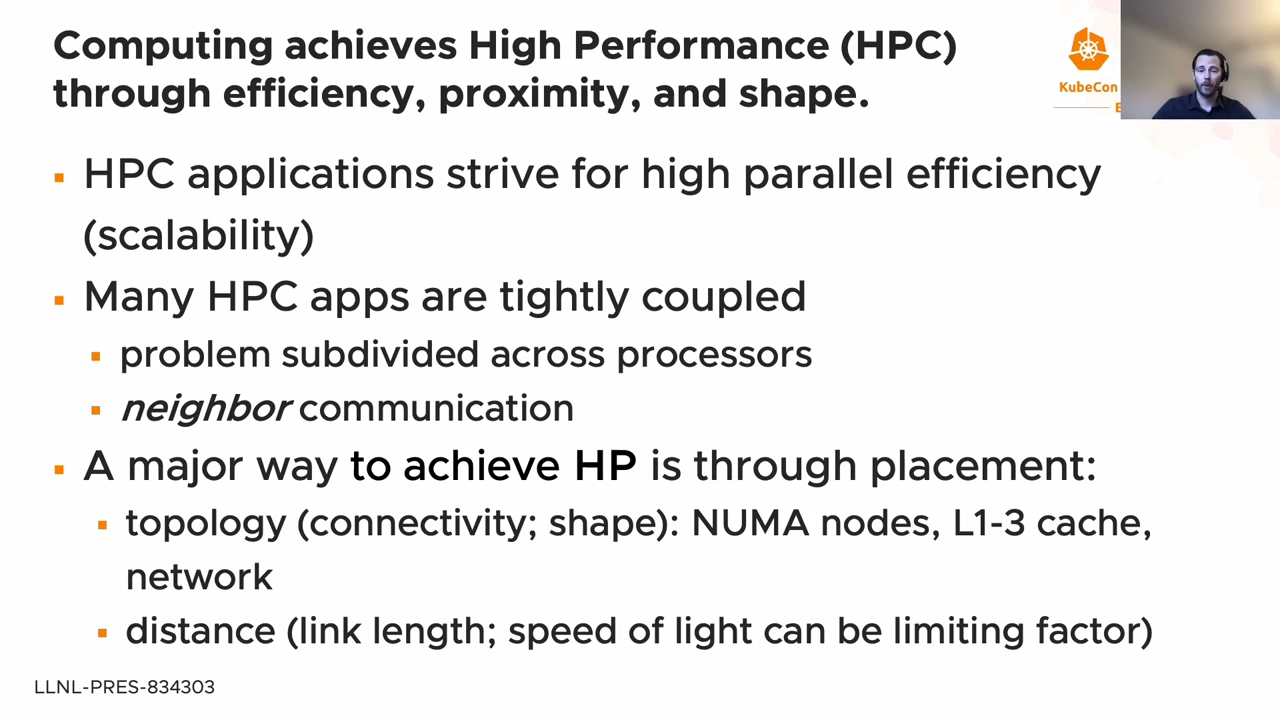 Computing achieves High Performance (HPC)
through efficiency, proximity, and shape.
KubeCon
▪ HPC applications strive for high parallel efficiency
(scalability)
▪ Many HPC apps are tightly coupled
▪ problem subdivided across processors
▪ neighbor communication
▪ A major way to achieve HP is through placement:
▪ topology (connectivity; shape): NUMA nodes, L1-3 cache,
network
▪ distance (link length; speed of light can be limiting factor)
LLNL-PRES-834303